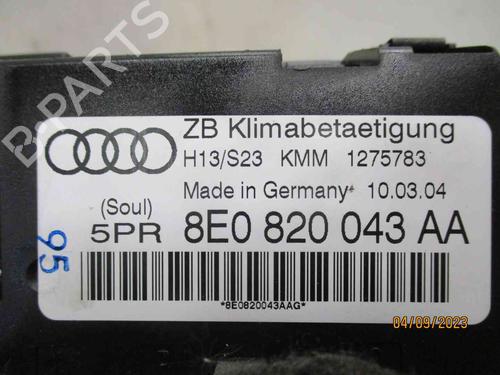 ZB Klimabetaetigung
H13/S23 KMM 1275783
Made in Germany 10.03.04
(Soul)
5PR 8E0 820 043 AA
95
*8E0820043AAG*
04/09/2023
B-PARTS